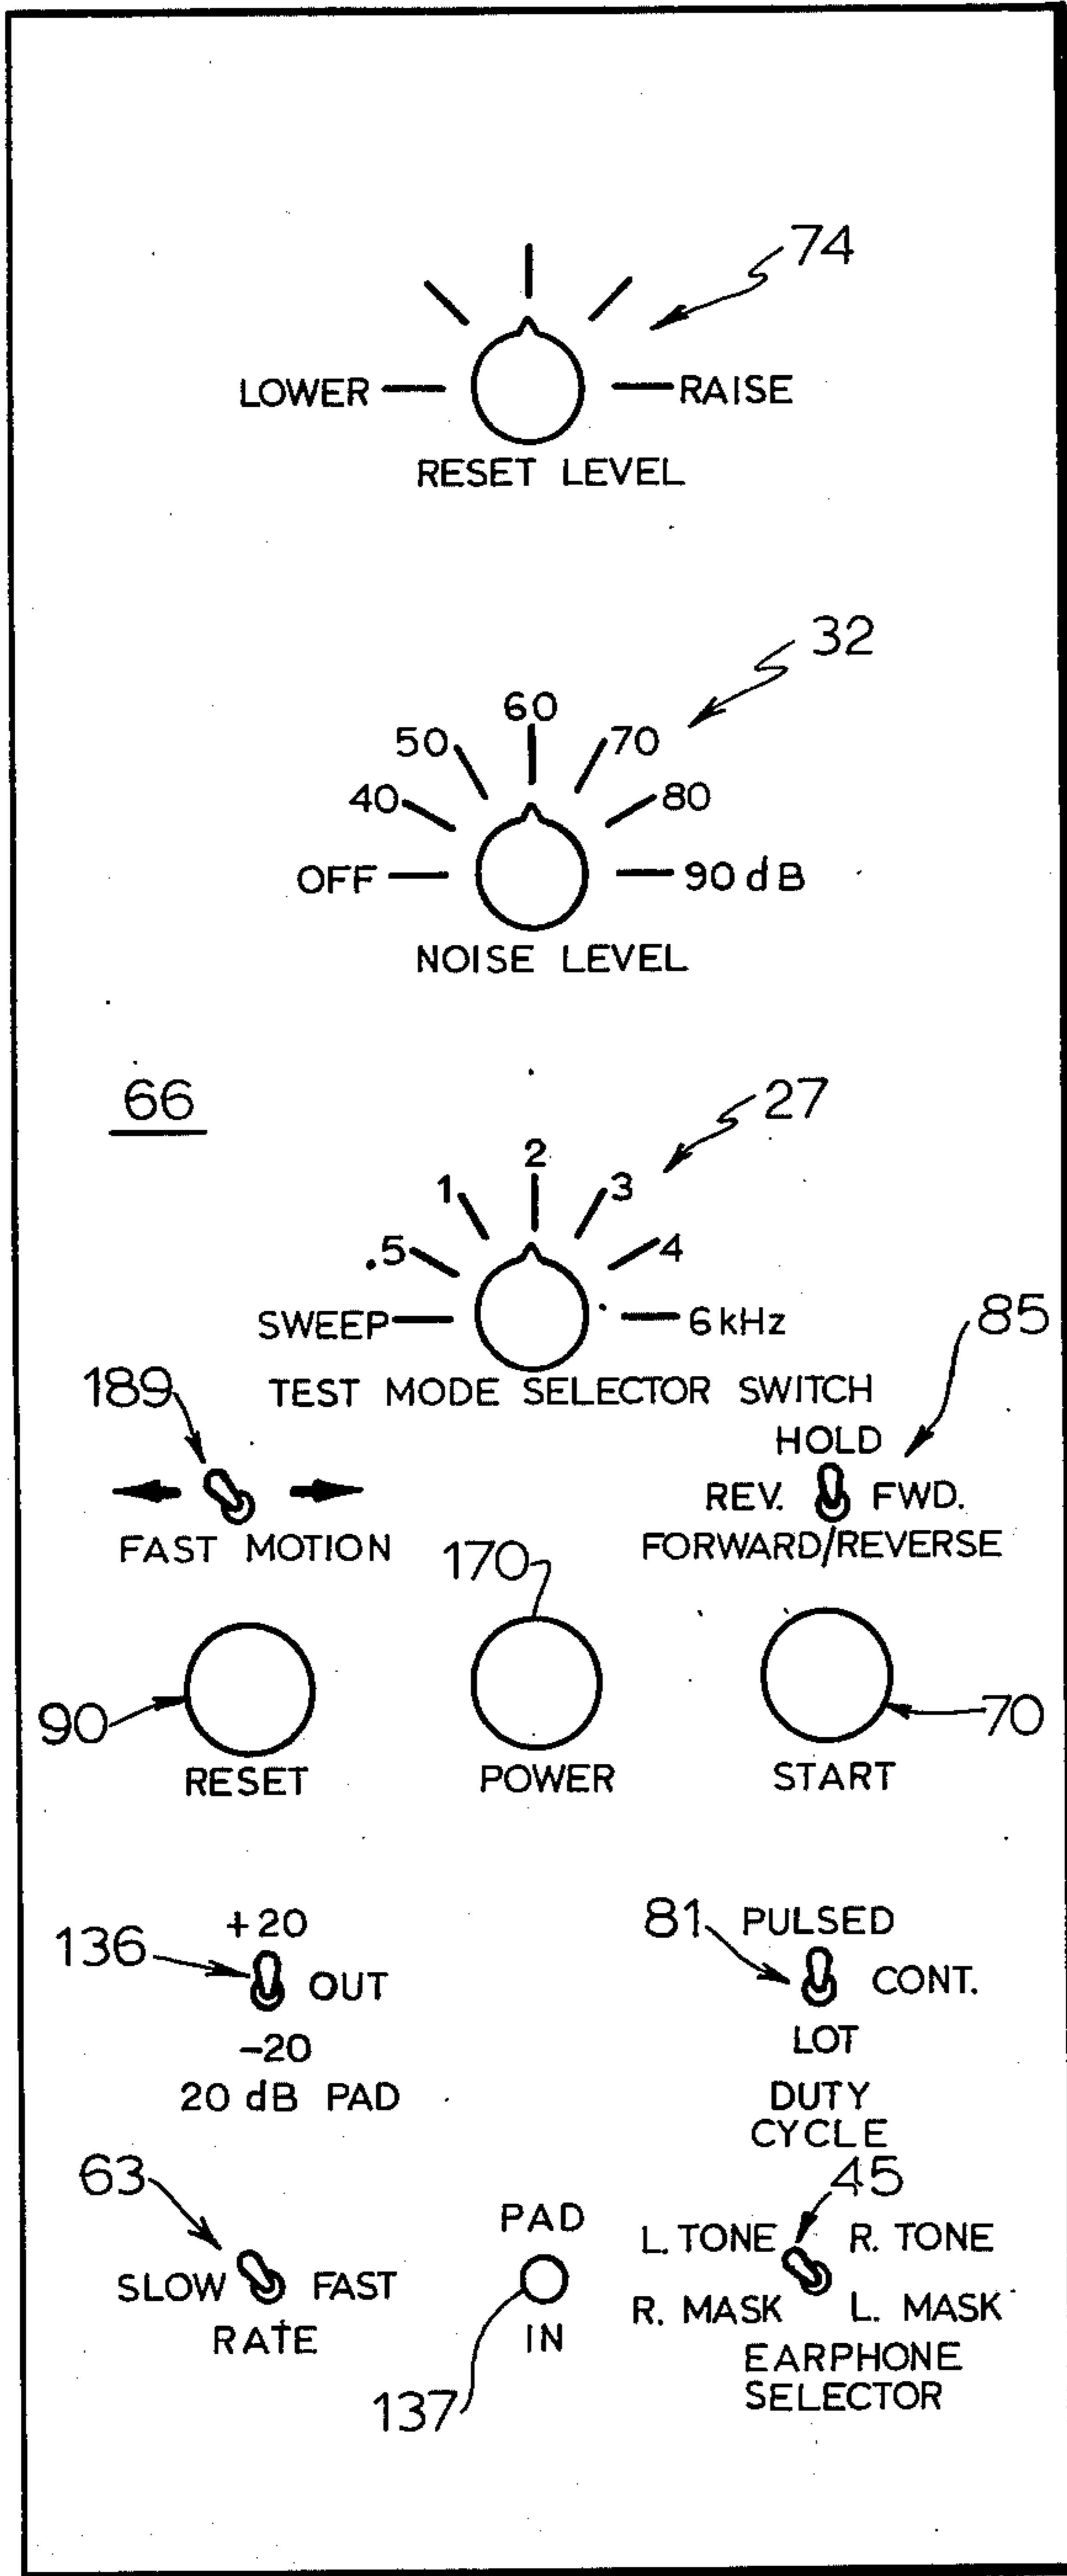 74
LOWER RAISE
RESET LEVEL
32
60
50 70
40 80
OFF 90 dB
NOISE LEVEL
66
27
2
1 3
.5 4
SWEEP 6 kHz
85
TEST MODE SELECTOR SWITCH
189
HOLD
REV. FWD.
FAST MOTION FORWARD/REVERSE
170
90 70
RESET POWER START
+20 81 PULSED
136 OUT CONT.
-20 LOT
20 dB PAD DUTY
CYCLE
63 45
PAD L. TONE R. TONE
SLOW FAST
R. MASK L. MASK
RATE IN
EARPHONE
SELECTOR
137